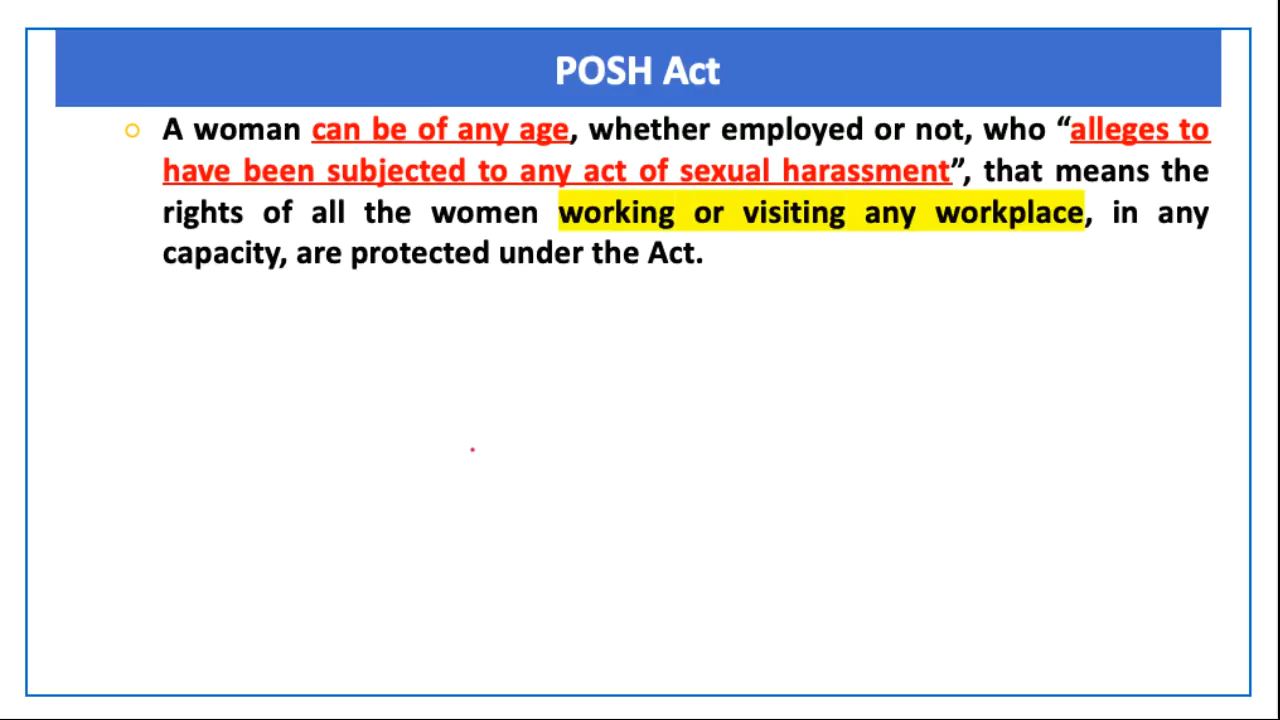 POSH Act
A woman can be of any age, whether employed or not, who “alleges to
have been subjected to any act of sexual harassment”, that means the
rights of all the women working or visiting any workplace, in any
capacity, are protected under the Act.